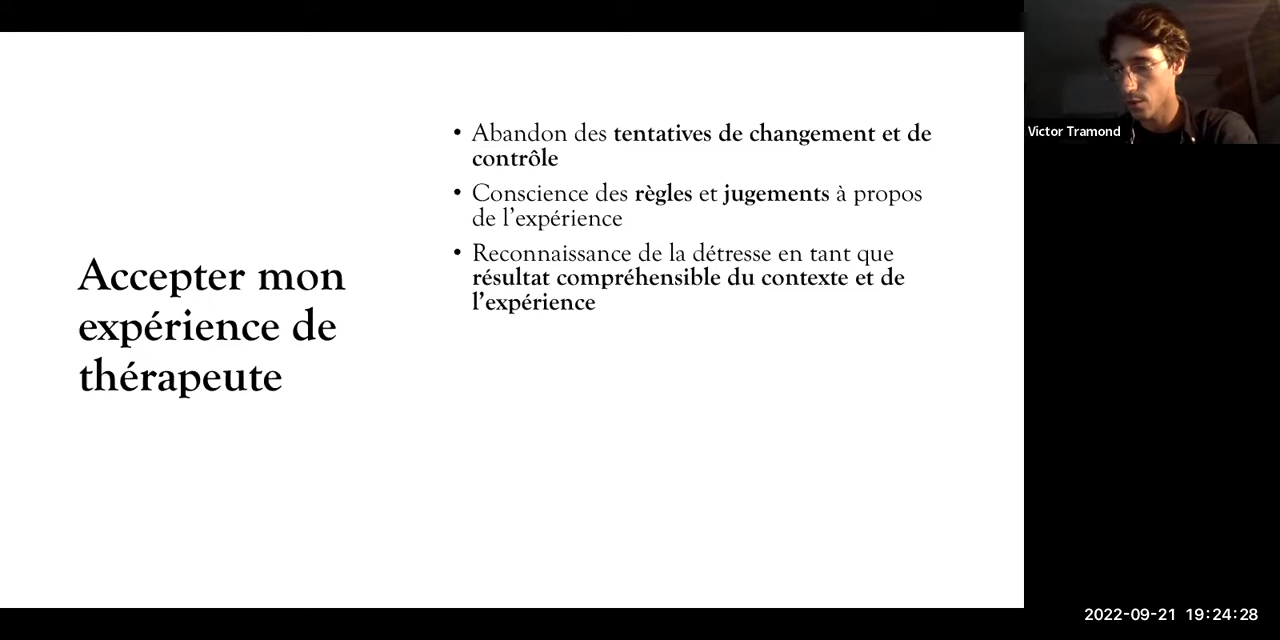 Accepter mon
expérience de
thérapeute
• Abandon des tentatives de changement et de
contrôle
• Conscience des règles et jugements à propos
de l’expérience
• Reconnaissance de la détresse en tant que
résultat compréhensible du contexte et de
l’expérience
Victor Tramond
2022-09-21 19:24:28